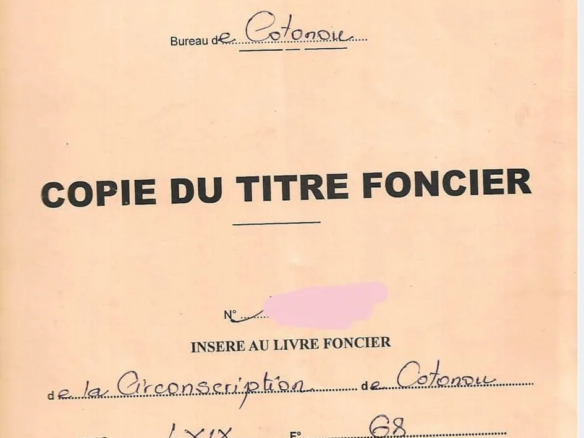 Bureau de Cotonou
COPIE DU TITRE FONCIER
N°
INSERE AU LIVRE FONCIER
de la Circonscription de Cotonou
LXIX F° 68